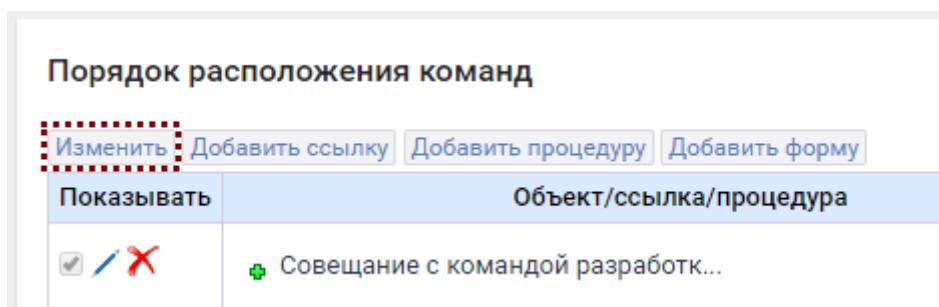 Порядок расположения команд
Изменить Добавить ссылку Добавить процедуру Добавить форму
Показывать Объект/ссылка/процедура
Совещание с командой разработк...